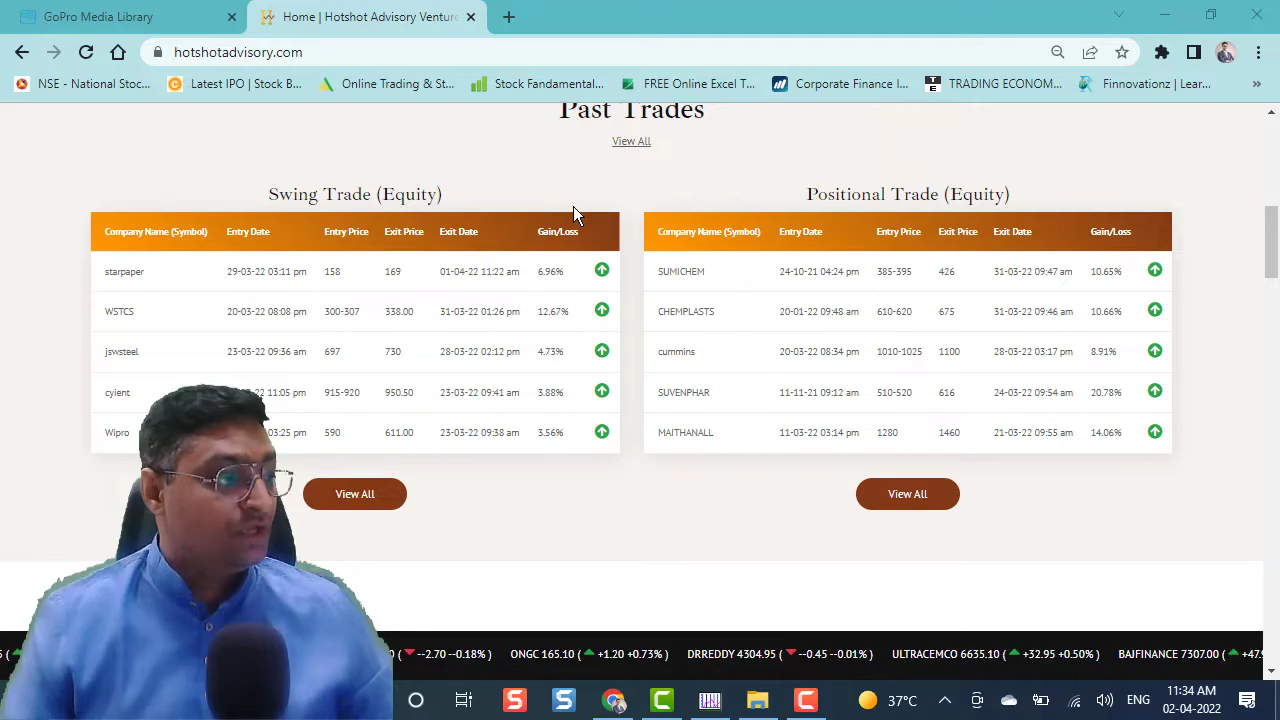 GoPro Media Library
Home | Hotshot Advisory Venture
hotshotadvisory.com
NSE - National Stoc...
Latest IPO | Stock B...
Online Trading & St...
Stock Fundamental...
FREE Online Excel T...
Corporate Finance I...
TRADING ECONOM...
Finnovationz | Lear...
»
Past Trades
View All
Swing Trade (Equity)
Company Name (Symbol) Entry Date Entry Price Exit Price Exit Date Gain/Loss
starpaper 29-03-22 03:11 pm 158 169 01-04-22 11:22 am 6.96%
WSTCS 20-03-22 08:08 pm 300-307 338.00 31-03-22 01:26 pm 12.67%
jswsteel 23-03-22 09:36 am 697 730 28-03-22 02:12 pm 4.73%
cyient 22 11:05 pm 915-920 950.50 23-03-22 09:41 am 3.88%
Wipro 03:25 pm 590 611.00 23-03-22 09:38 am 3.56%
View All
Positional Trade (Equity)
Company Name (Symbol) Entry Date Entry Price Exit Price Exit Date Gain/Loss
SUMICHEM 24-10-21 04:24 pm 385-395 426 31-03-22 09:47 am 10.65%
CHEMPLASTS 20-01-22 09:48 am 610-620 675 31-03-22 09:46 am 10.66%
cummins 20-03-22 08:34 pm 1010-1025 1100 28-03-22 03:17 pm 8.91%
SUVENPHAR 11-11-21 09:12 am 510-520 616 24-03-22 09:54 am 20.78%
MAITHANALL 11-03-22 03:14 pm 1280 1460 21-03-22 09:55 am 14.06%
View All
( --2.70 --0.18% ) ONGC 165.10 ( +1.20 +0.73% ) DRREDDY 4304.95 ( --0.45 --0.01% ) ULTRACEMCO 6635.10 ( +32.95 +0.50% ) BAJFINANCE 7307.00 ( +47.
37°C ENG 11:34 AM
02-04-2022